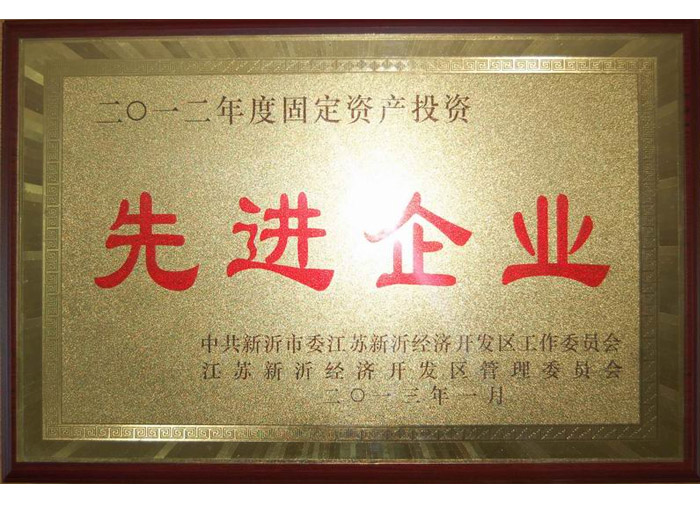 二〇一二年度固定资产投资
先进企业
中共新沂市委江苏新沂经济开发区工作委员会
江苏新沂经济开发区管理委员会
二〇一三年一月